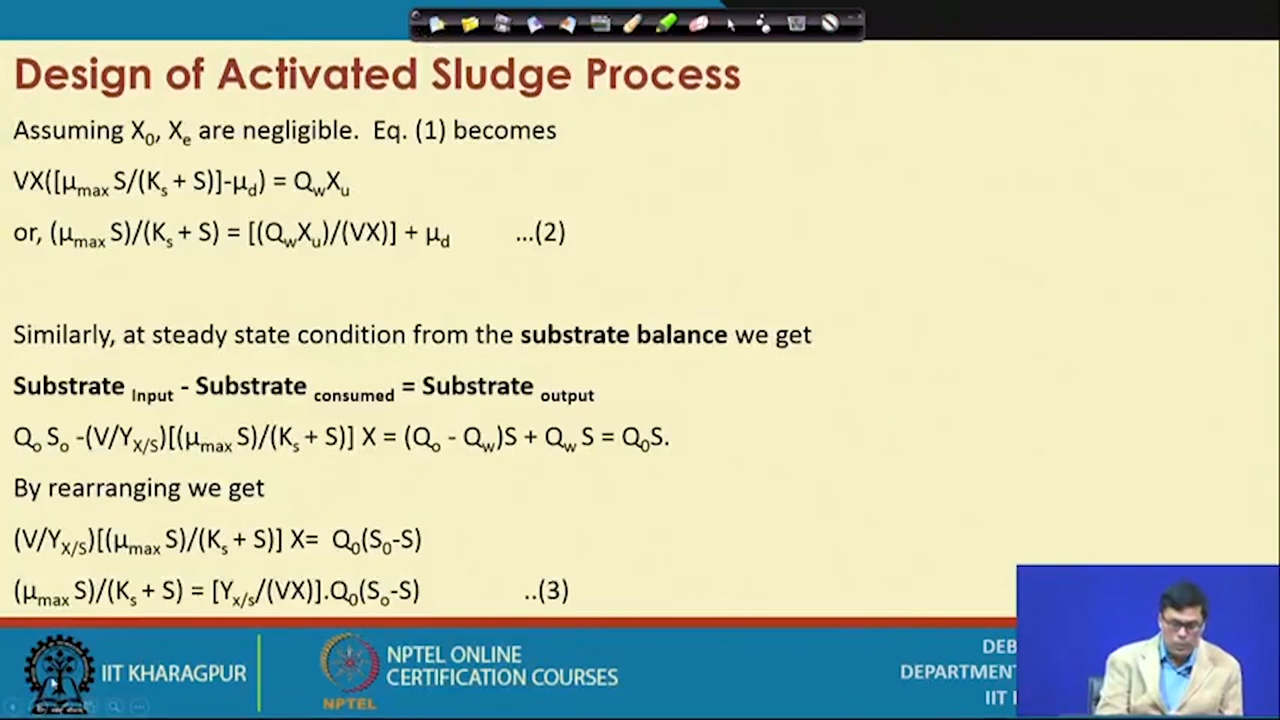 Design of Activated Sludge Process
Assuming X₀, Xₑ are negligible. Eq. (1) becomes
VX([μmax S/(Ks + S)]-μd) = QwXu
or, (μmax S)/(Ks + S) = [(QwXu)/(VX)] + μd ...(2)
Similarly, at steady state condition from the substrate balance we get
Substrate Input - Substrate consumed = Substrate output
Qo So -(V/YX/S)[(μmax S)/(Ks + S)] X = (Qo - Qw)S + Qw S = Q0S.
By rearranging we get
(V/YX/S)[(μmax S)/(Ks + S)] X= Q0(S0-S)
(μmax S)/(Ks + S) = [Yx/s/(VX)].Q0(So-S) ..(3)
IIT KHARAGPUR
NPTEL
NPTEL ONLINE
CERTIFICATION COURSES
DEB
DEPARTMENT
IIT